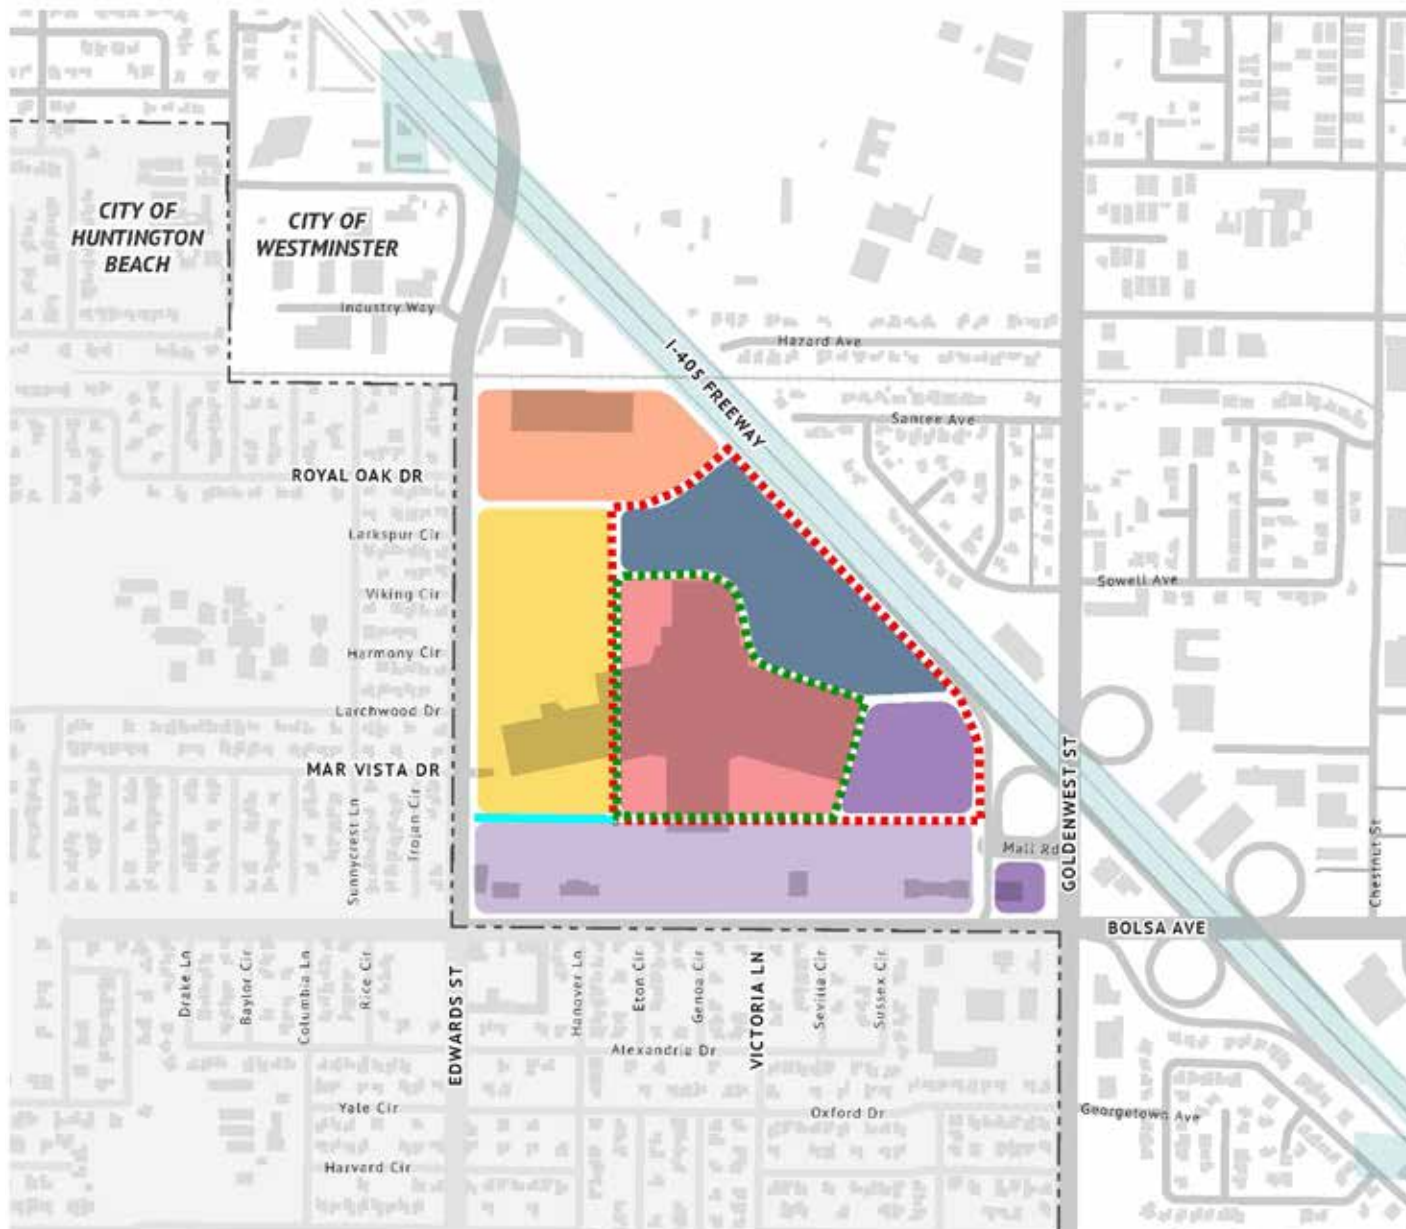 CITY OF
HUNTINGTON
BEACH
CITY OF
WESTMINSTER
Industry Way
I-405 FREEWAY
Hazard Ave
Santee Ave
ROYAL OAK DR
Larkspur Cir
Viking Cir
Sowell Ave
Harmony Cir
Larchwood Dr
MAR VISTA DR
Sunnycrest Ln
Trojan Cir
GOLDENWEST ST
Mall Rd
Chestnut St
BOLSA AVE
Drake Ln
Baylor Cir
Columbia Ln
Rice Cir
EDWARDS ST
Hanover Ln
Eton Cir
Genoa Cir
VICTORIA LN
Sevilla Cir
Sussex Cir
Alexandria Dr
Yale Cir
Oxford Dr
Georgetown Ave
Harvard Cir